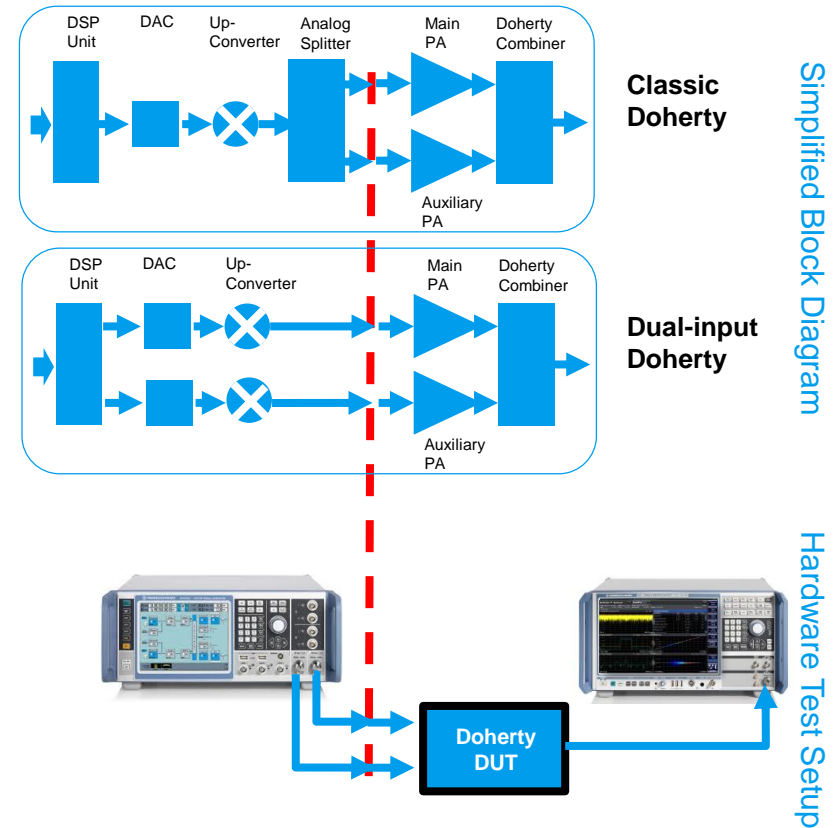 DSP
Unit
DAC
Up-
Converter
Analog
Splitter
Main
PA
Doherty
Combiner
Auxiliary
PA
Classic
Doherty
DSP
Unit
DAC
Up-
Converter
Main
PA
Doherty
Combiner
Auxiliary
PA
Dual-input
Doherty
Simplified Block Diagram
Doherty
DUT
Hardware Test Setup